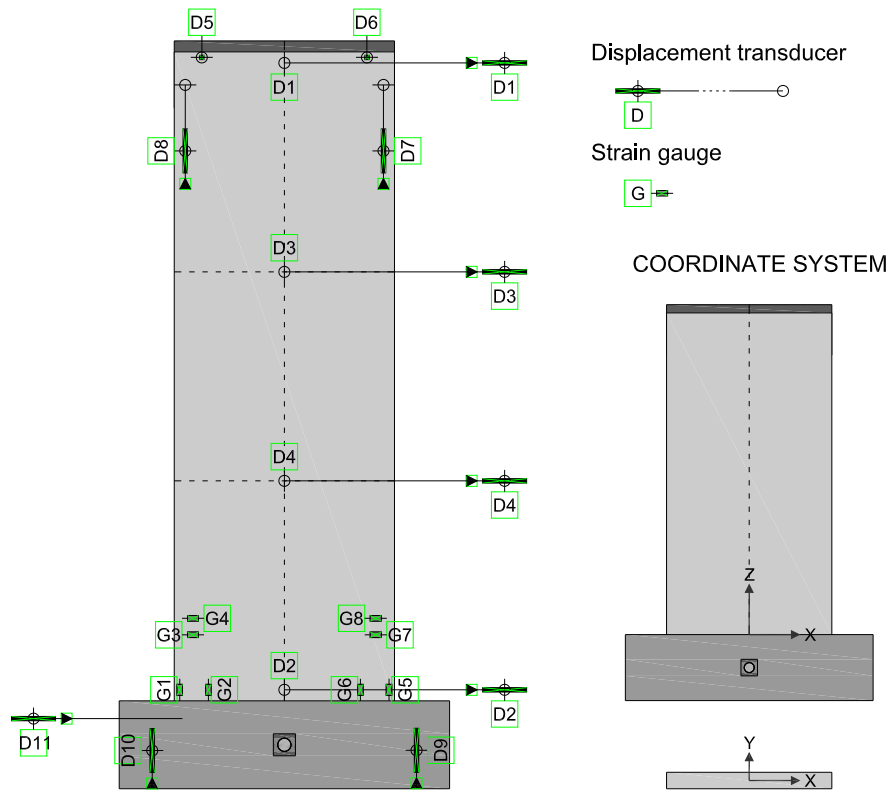 D5
D6
D1
D1
D8
D7
D3
D3
D4
D4
G4
G8
G3
G7
D2
G1
G2
G6
G5
D2
D11
D10
D9
Displacement transducer
D
Strain gauge
G
COORDINATE SYSTEM
Z
X
Y
X